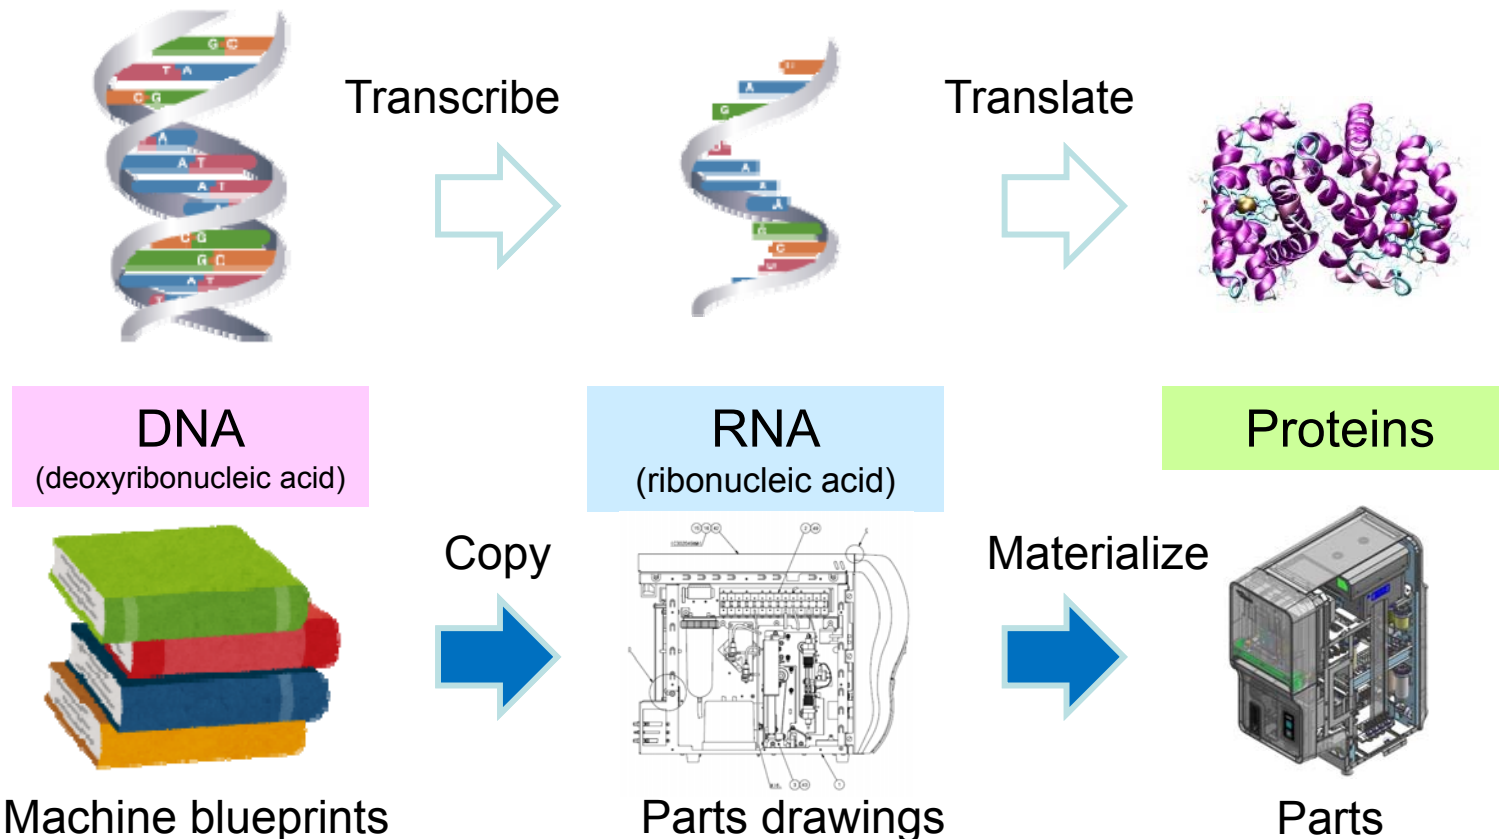 Transcribe
Translate
G C
T A
C G
A
A
G
A
A T
A T
A
A
A
A
C G
G C
A T
T
G
G
DNA
(deoxyribonucleic acid)
RNA
(ribonucleic acid)
Proteins
Copy
Materialize
Machine blueprints
Parts drawings
Parts